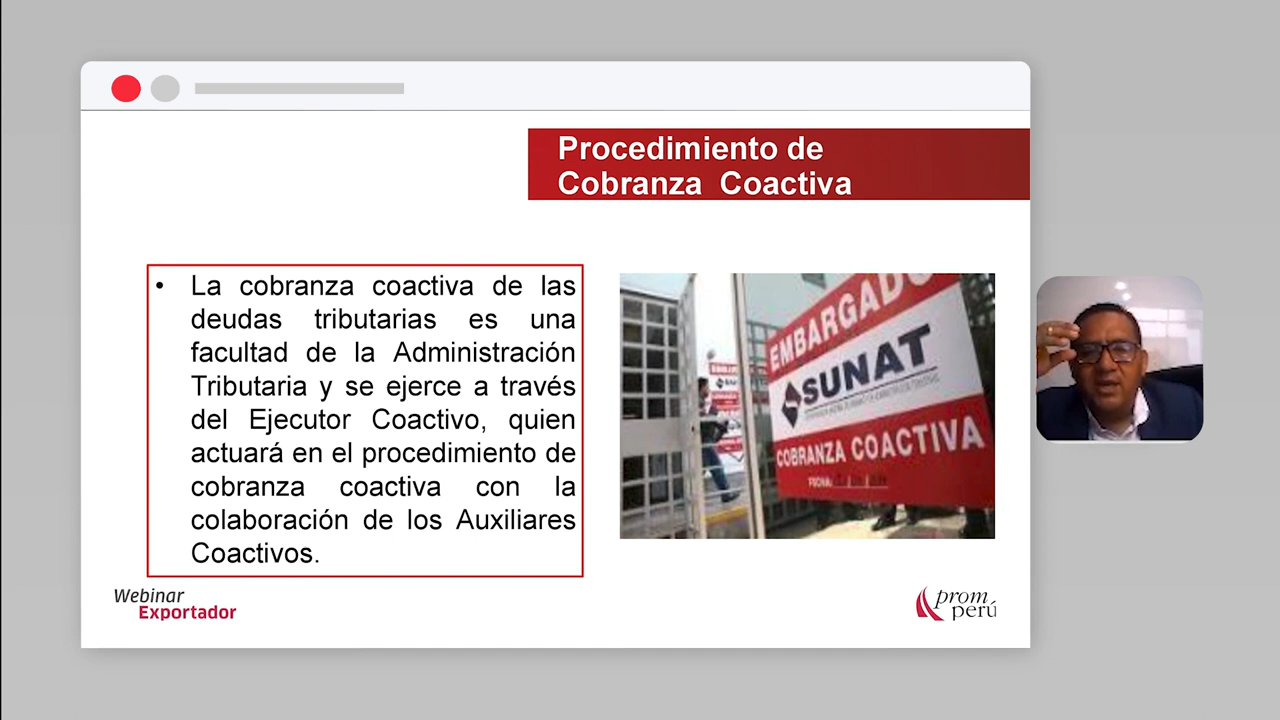 Procedimiento de
Cobranza Coactiva
• La cobranza coactiva de las
deudas tributarias es una
facultad de la Administración
Tributaria y se ejerce a través
del Ejecutor Coactivo, quien
actuará en el procedimiento de
cobranza coactiva con la
colaboración de los Auxiliares
Coactivos.
EMBARGADO
SUNAT
COBRANZA COACTIVA
FECHA:
Webinar
Exportador
prom
perú